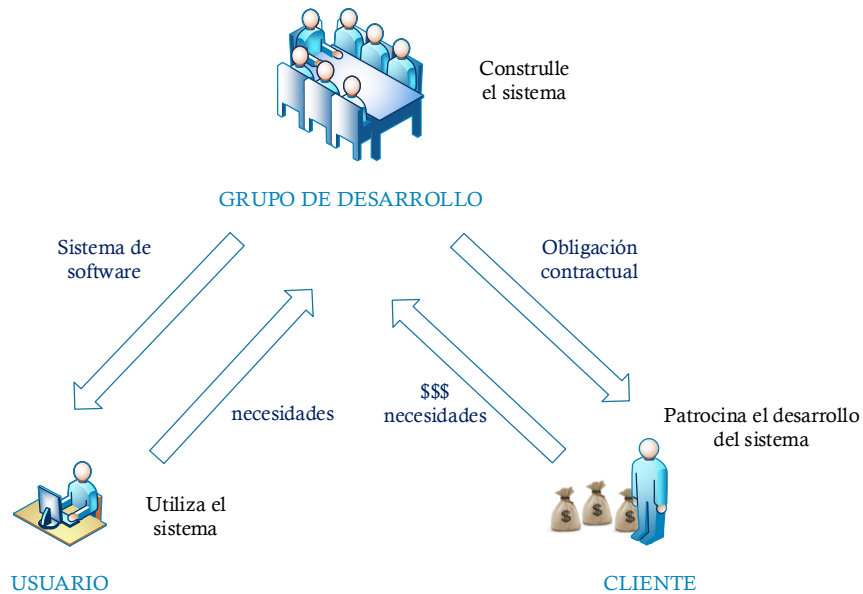 Construlle
el sistema
GRUPO DE DESARROLLO
Sistema de
software
Obligación
contractual
necesidades
$$$
necesidades
Patrocina el desarrollo
del sistema
Utiliza el
sistema
$
$
$
USUARIO
CLIENTE